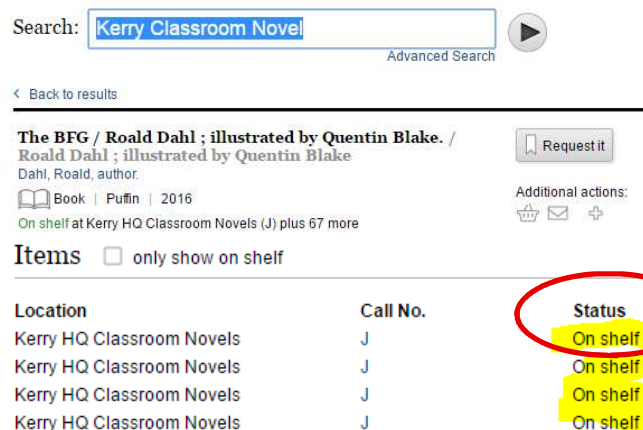 Search: Kerry Classroom Novel
Advanced Search
< Back to results
The BFG / Roald Dahl ; illustrated by Quentin Blake. /
Roald Dahl ; illustrated by Quentin Blake
Request it
Dahl, Roald, author.
Book | Puffin | 2016
Additional actions:
On shelf at Kerry HQ Classroom Novels (J) plus 67 more
Items only show on shelf
Location Call No. Status
Kerry HQ Classroom Novels J On shelf
Kerry HQ Classroom Novels J On shelf
Kerry HQ Classroom Novels J On shelf
Kerry HQ Classroom Novels J On shelf